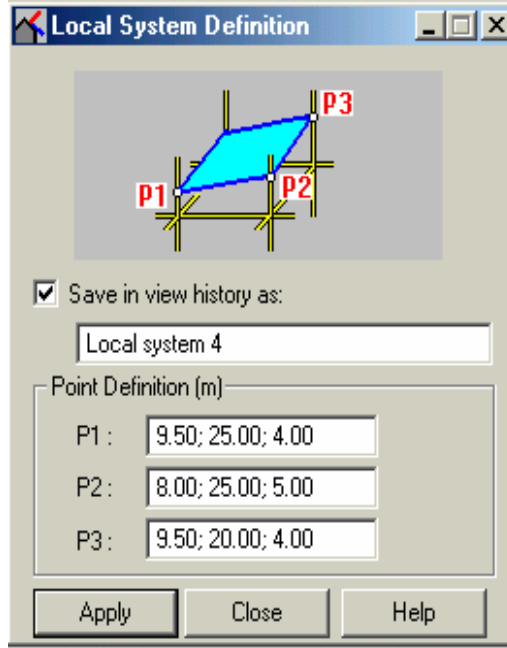 Local System Definition
P3
P1
P2
Save in view history as:
Local system 4
Point Definition (m)
P1 : 9.50; 25.00; 4.00
P2 : 8.00; 25.00; 5.00
P3 : 9.50; 20.00; 4.00
Apply Close Help